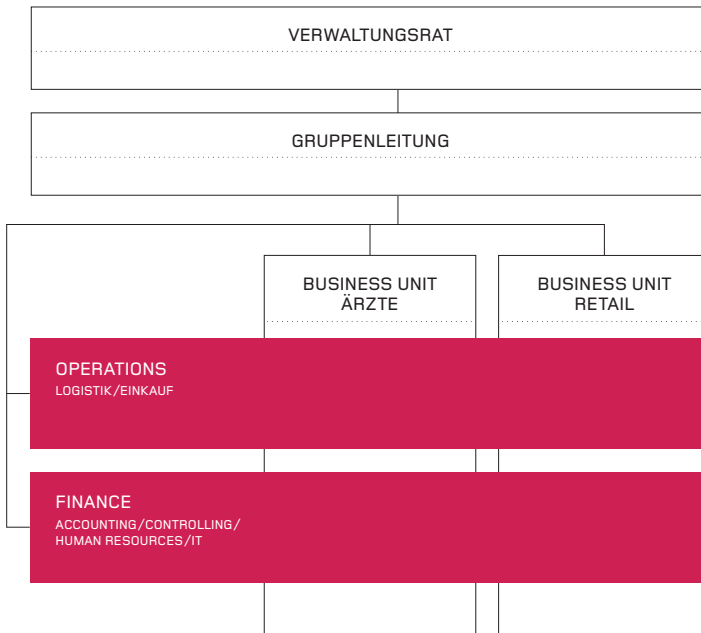 VERWALTUNGSRAT
GRUPPENLEITUNG
BUSINESS UNIT
ÄRZTE
BUSINESS UNIT
RETAIL
OPERATIONS
LOGISTIK/EINKAUF
FINANCE
ACCOUNTING/CONTROLLING/
HUMAN RESOURCES/IT